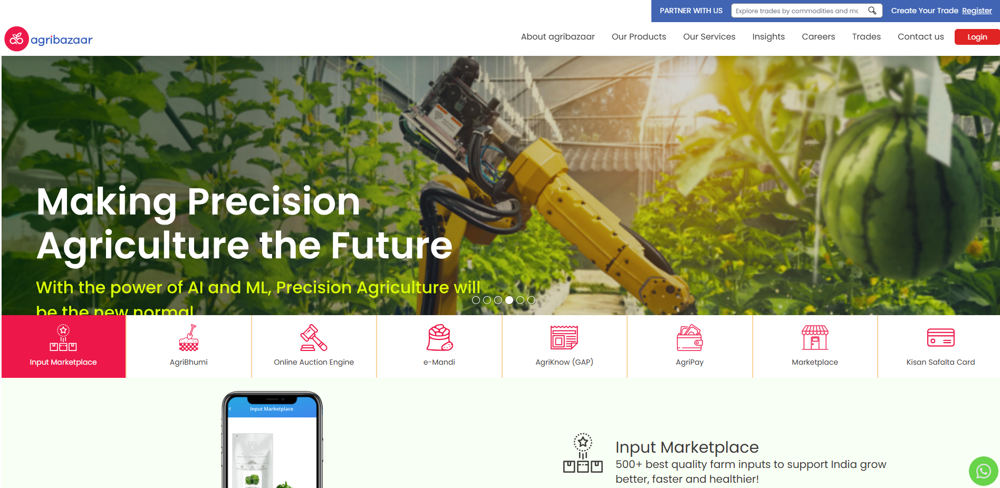 PARTNER WITH US
Explore trades by commodities and mo
Create Your Trade Register
agribazaar
About agribazaar Our Products Our Services Insights Careers Trades Contact us Login
Making Precision
Agriculture the Future
With the power of AI and ML, Precision Agriculture will
be the new normal
Input Marketplace
AgriBhumi
Online Auction Engine
e-Mandi
AgriKnow (GAP)
AgriPay
Marketplace
Kisan Safalta Card
Input Marketplace
Input Marketplace
500+ best quality farm inputs to support India grow
better, faster and healthier!